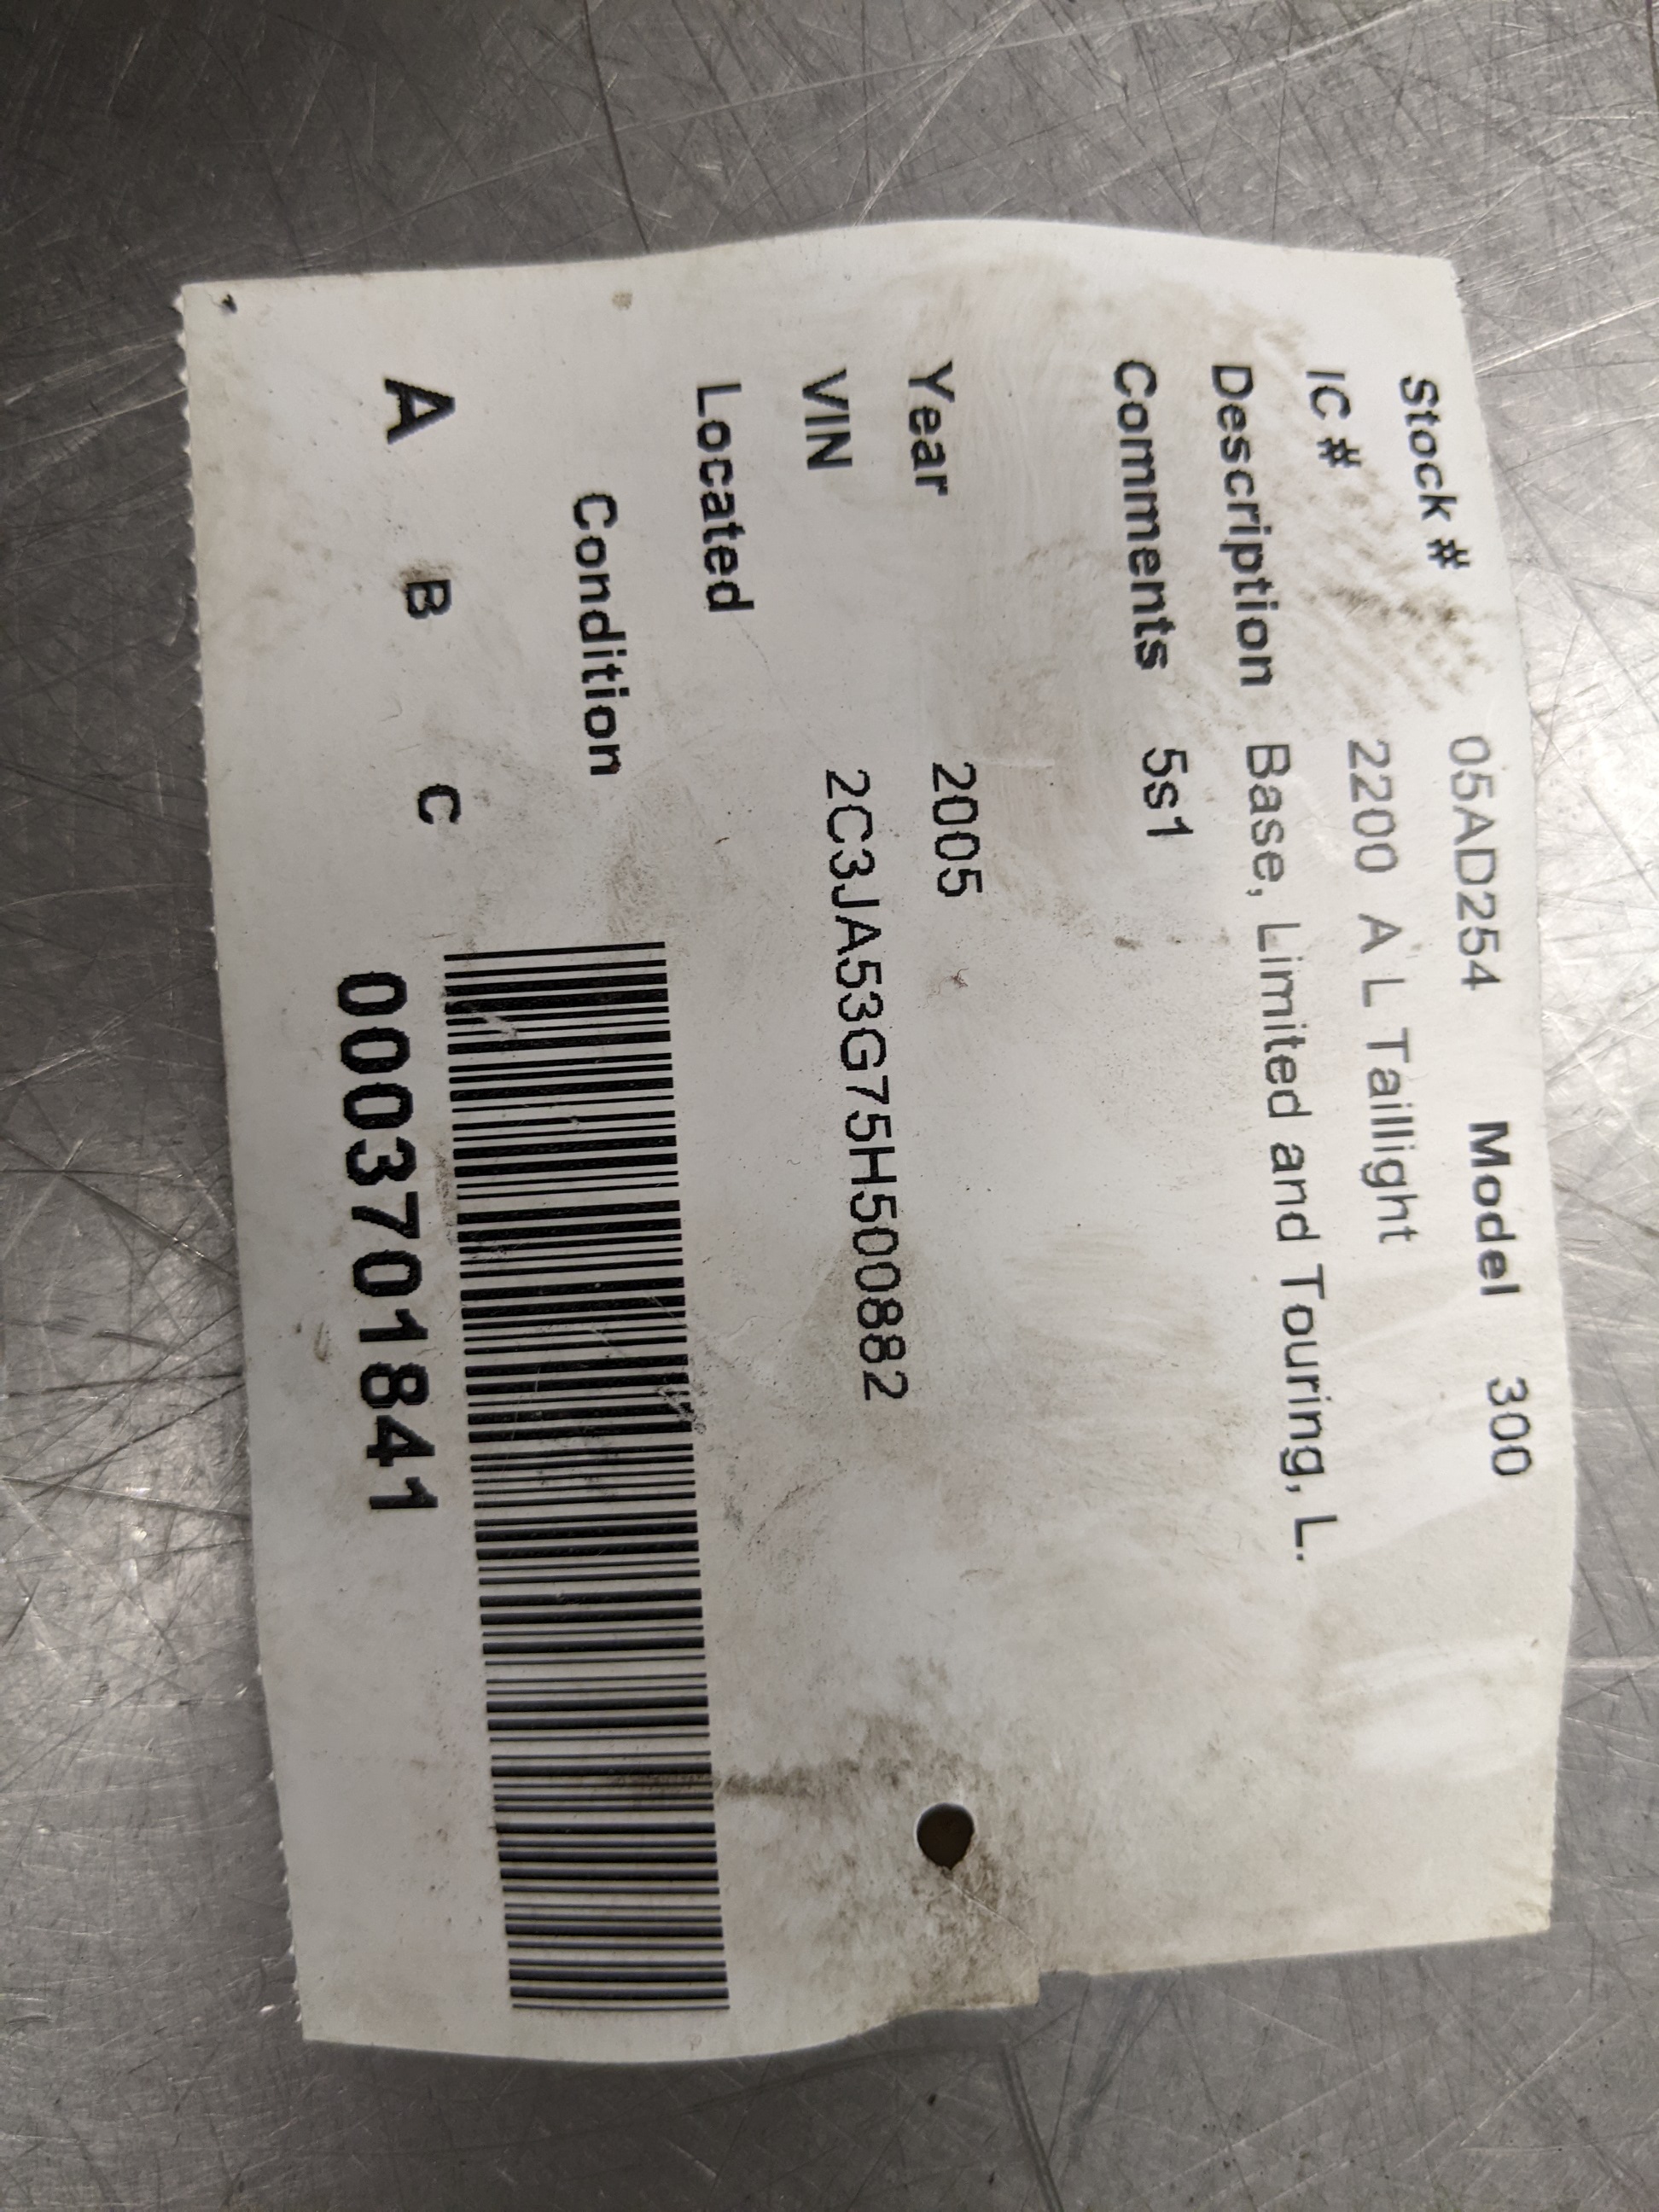 Stock # 05AD254 Model 300
IC # 2200 A L Taillight
Description Base, Limited and Touring, L.
Comments 5s1
Year 2005
VIN 2C3JA53G75H500882
Located
Condition
A B C
0003701841